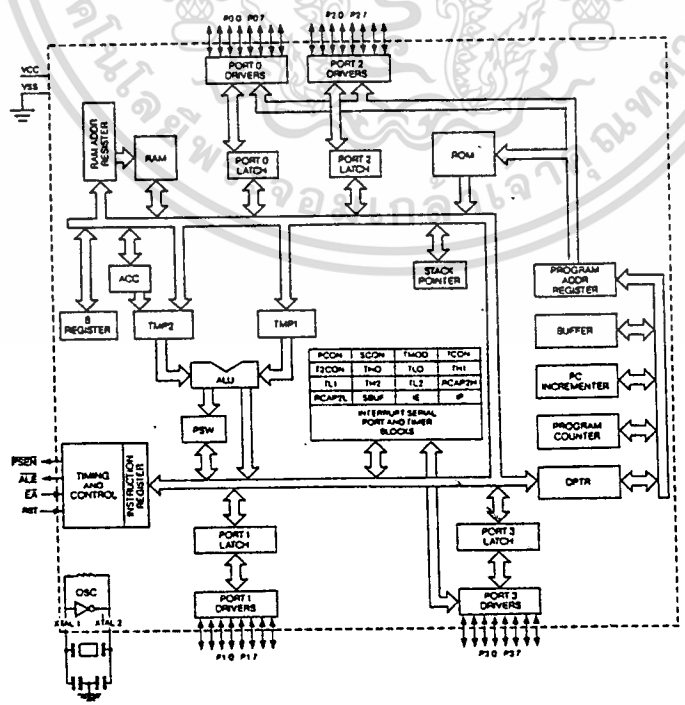 P0.0 P0.7
P2.0 P2.7
PORT 0 DRIVERS
PORT 2 DRIVERS
VCC
VSS
RAM ADDR REGISTER
RAM
PORT 0 LATCH
PORT 2 LATCH
ROM
ACC
STACK POINTER
PROGRAM ADDR REGISTER
B REGISTER
TMP2
TMP1
BUFFER
ALU
PCON SCON TMOD TCON
T2CON TH0 TL0 TH1
TL1 TH2 TL2 RCAP2H
RCAP2L SBUF IE IP
INTERRUPT SERIAL PORT AND TIMER BLOCKS
PC INCREMENTER
PSW
PROGRAM COUNTER
PSEN
ALE
EA
RST
TIMING AND CONTROL
INSTRUCTION REGISTER
DPTR
PORT 1 LATCH
PORT 3 LATCH
OSC
PORT 1 DRIVERS
PORT 3 DRIVERS
XTAL 1 XTAL 2
P1.0 P1.7
P3.0 P3.7